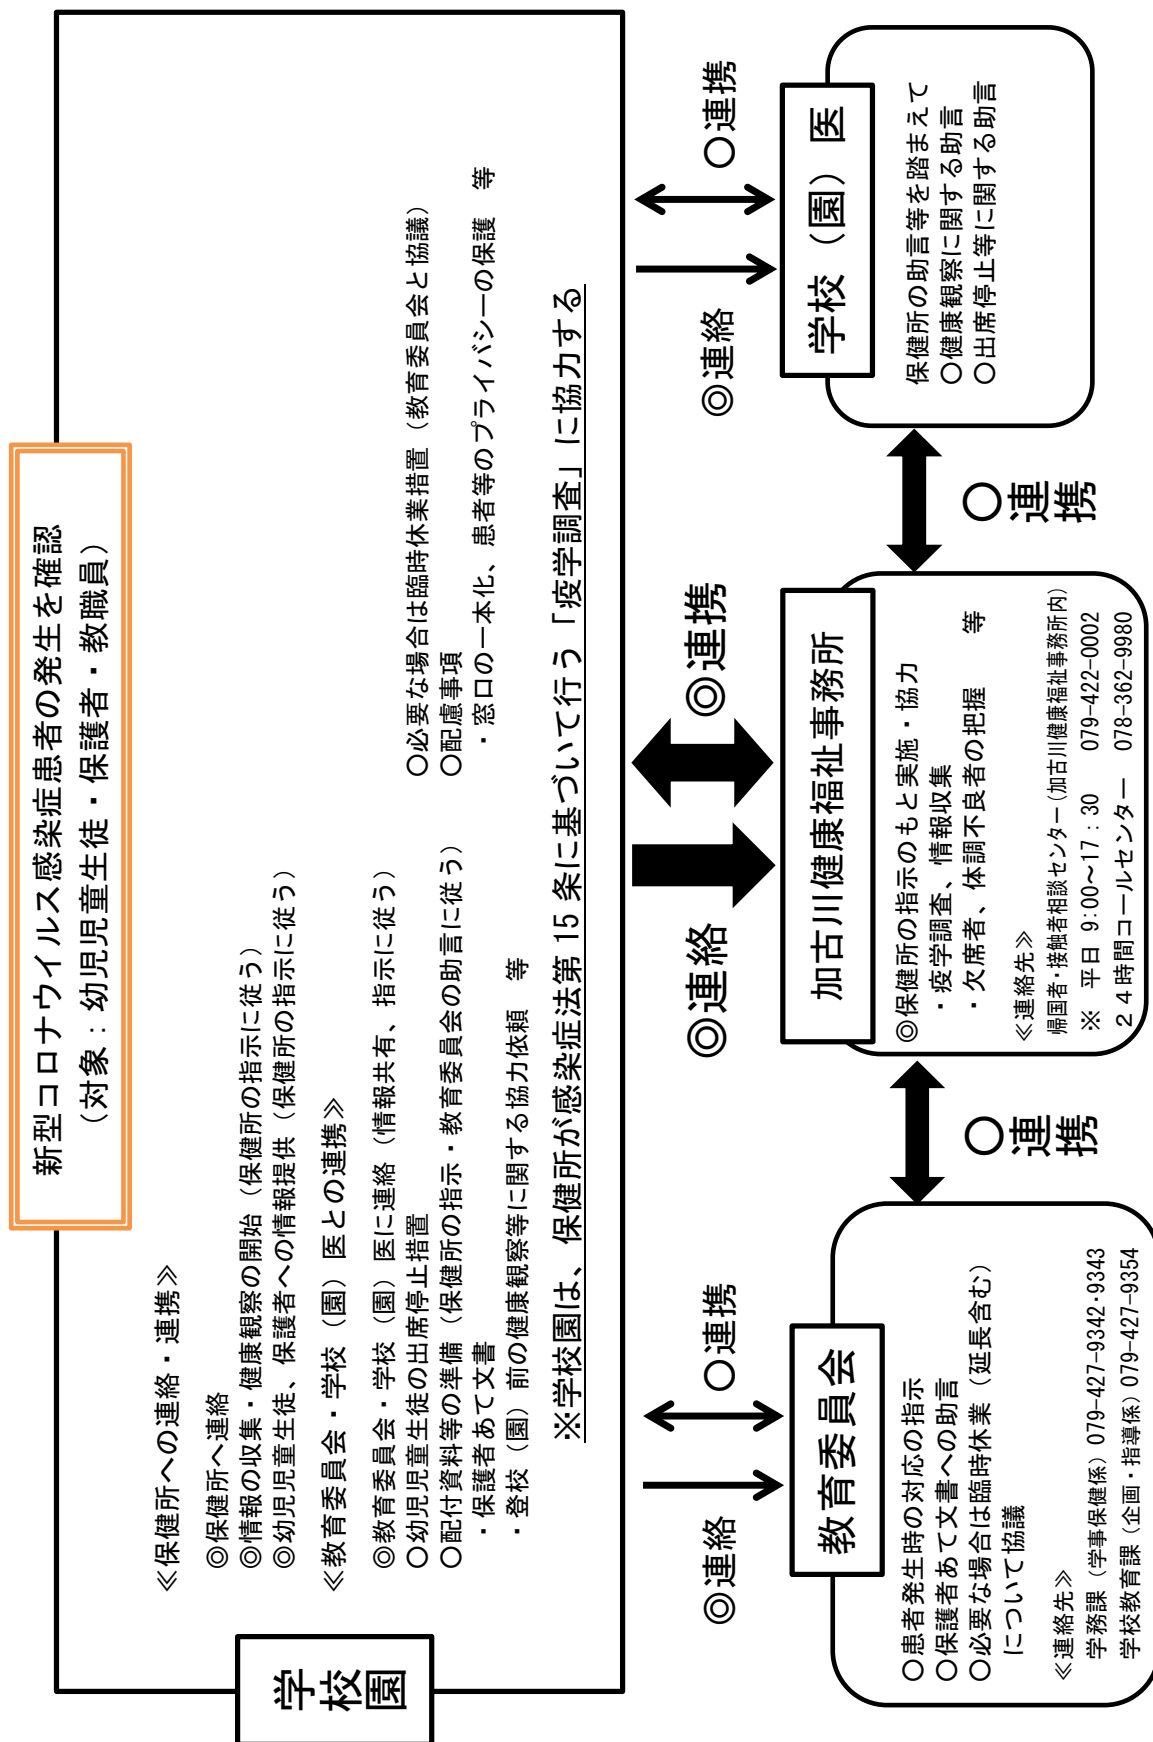 新型コロナウイルス感染症患者の発生を確認
（対象：幼児児童生徒・保護者・教職員）
学校園
≪保健所への連絡・連携≫
◎保健所へ連絡
◎情報の収集・健康観察の開始（保健所の指示に従う）
◎幼児児童生徒、保護者への情報提供（保健所の指示に従う）
≪教育委員会・学校（園）医との連携≫
◎教育委員会・学校（園）医に連絡（情報共有、指示に従う）
○幼児児童生徒の出席停止措置
○配付資料等の準備（保健所の指示・教育委員会の助言に従う）
・保護者あて文書
・登校（園）前の健康観察等に関する協力依頼　等
○必要な場合は臨時休業措置（教育委員会と協議）
○配慮事項
・窓口の一本化、患者等のプライバシーの保護　等
※学校園は、保健所が感染症法第 15 条に基づいて行う「疫学調査」に協力する
◎連絡
○連携
◎連絡
◎連携
◎連絡
○連携
教育委員会
○患者発生時の対応の指示
○保護者あて文書への助言
○必要な場合は臨時休業（延長含む）
について協議
≪連絡先≫
学務課（学事保健係）079-427-9342・9343
学校教育課（企画・指導係）079-427-9354
○連携
加古川健康福祉事務所
◎保健所の指示のもと実施・協力
・疫学調査、情報収集
・欠席者、体調不良者の把握　等
≪連絡先≫
帰国者・接触者相談センター（加古川健康福祉事務所内）
※ 平日 9:00～17：30　079-422-0002
２４時間コールセンター　078-362-9980
○連携
学校（園）医
保健所の助言等を踏まえて
○健康観察に関する助言
○出席停止等に関する助言